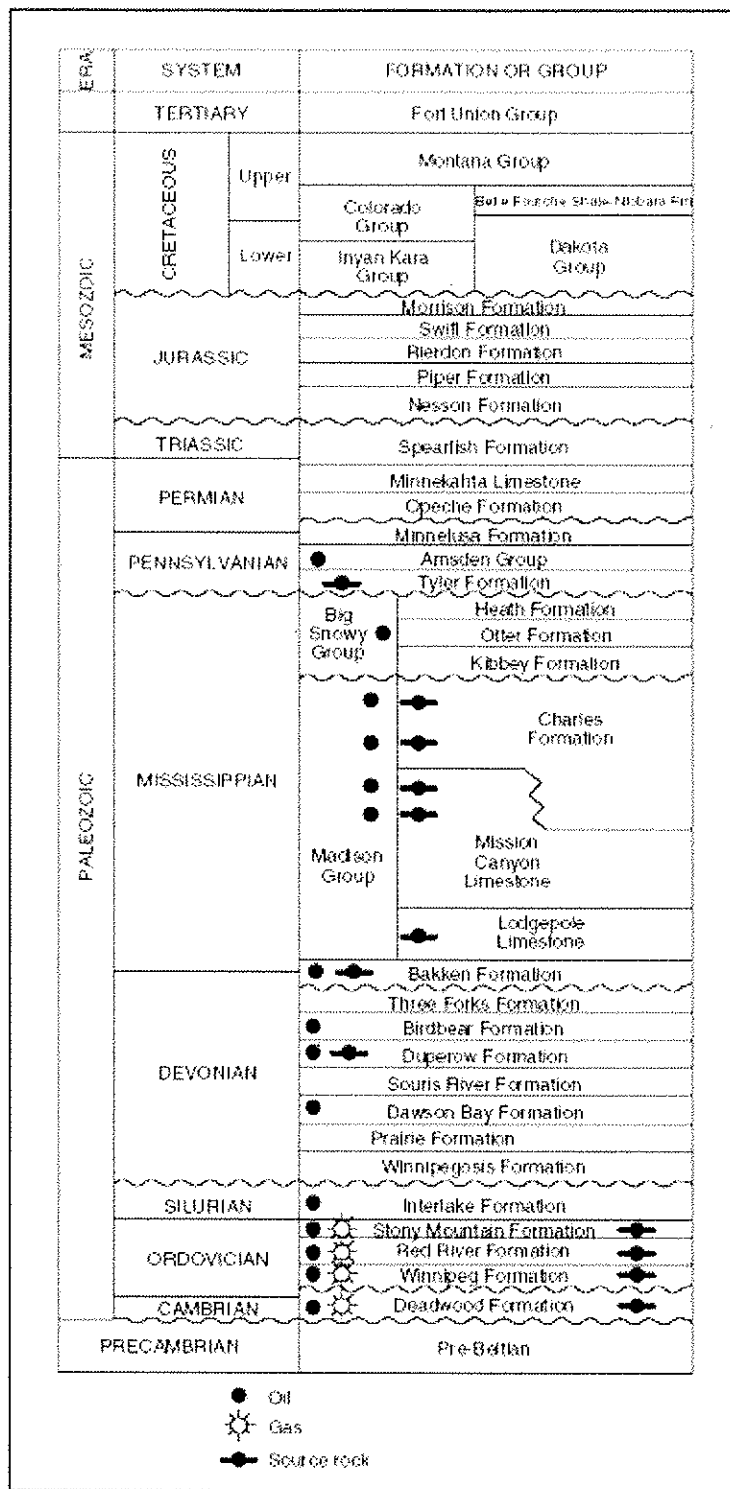 ERA
SYSTEM
FORMATION OR GROUP
TERTIARY
Fort Union Group
MESOZOIC
CRETACEOUS
Upper
Lower
Montana Group
Colorado
Group
Inyan Kara
Group
Dakota
Group
JURASSIC
Morrison Formation
Swift Formation
Rierdon Formation
Piper Formation
Nesson Formation
TRIASSIC
Spearfish Formation
PALEOZOIC
PERMIAN
Minnekahta Limestone
Opeche Formation
PENNSYLVANIAN
Minnelusa Formation
Amsden Group
Tyler Formation
MISSISSIPPIAN
Big
Snowy
Group
Heath Formation
Otter Formation
Kibbey Formation
Madison
Group
Charles
Formation
Mission
Canyon
Limestone
Lodgepole
Limestone
Bakken Formation
DEVONIAN
Three Forks Formation
Birdbear Formation
Duperow Formation
Souris River Formation
Dawson Bay Formation
Prairie Formation
Winnipegosis Formation
SILURIAN
Interlake Formation
ORDOVICIAN
Stony Mountain Formation
Red River Formation
Winnipeg Formation
CAMBRIAN
Deadwood Formation
PRECAMBRIAN
Pre-Beltian
Oil
Gas
Source rock